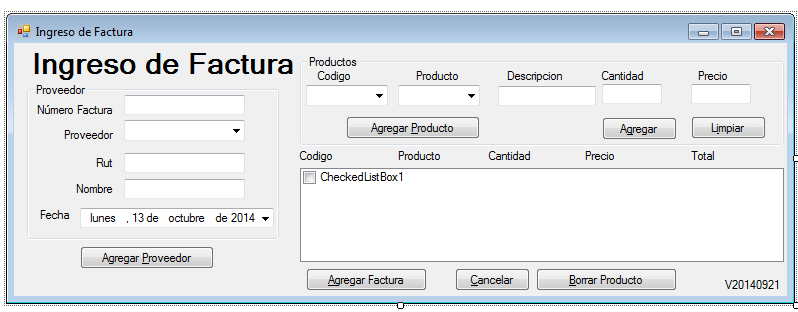 Ingreso de Factura
Ingreso de Factura
Proveedor
Número Factura
Proveedor
Rut
Nombre
Fecha lunes , 13 de octubre de 2014
Agregar Proveedor
Productos
Codigo Producto Descripcion Cantidad Precio
Agregar Producto Agregar Limpiar
Codigo Producto Cantidad Precio Total
CheckedListBox1
Agregar Factura Cancelar Borrar Producto
V20140921